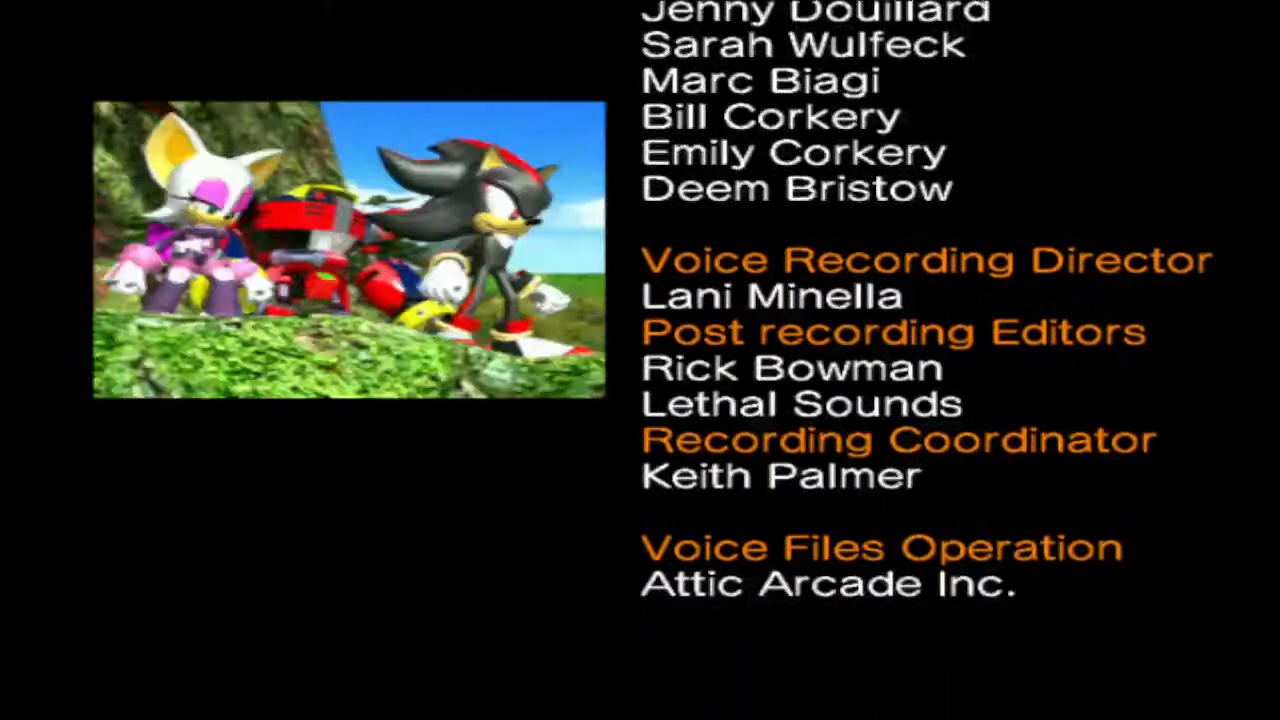 Jenny Douillard
Sarah Wulfeck
Marc Biagi
Bill Corkery
Emily Corkery
Deem Bristow
Voice Recording Director
Lani Minella
Post recording Editors
Rick Bowman
Lethal Sounds
Recording Coordinator
Keith Palmer
Voice Files Operation
Attic Arcade Inc.